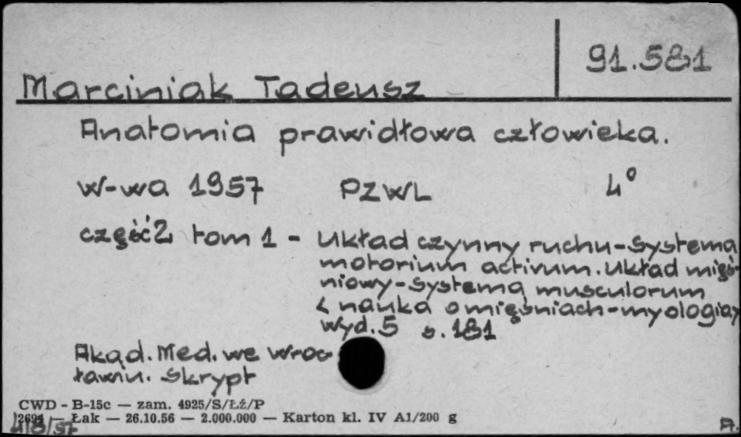 91.581
Marciniak Tadeusz
Anatomia prawidłowa człowieka.
W-wa 1957 PZWL 4°
część 2 tom 1 - Układ czynny ruchu-Systema
motorium activum. Układ mięś-
niowy-Systema musculorum
< nauka o mięśniach-myologia>
Wyd. 5 s. 181
Akad. Med. we Wroc-
ławiu. Skrypt
CWD - B-15c — zam. 4925/S/Łż/P
2694 — Łak — 26.10.56 — 2.000.000 — Karton kl. IV A1/200 g